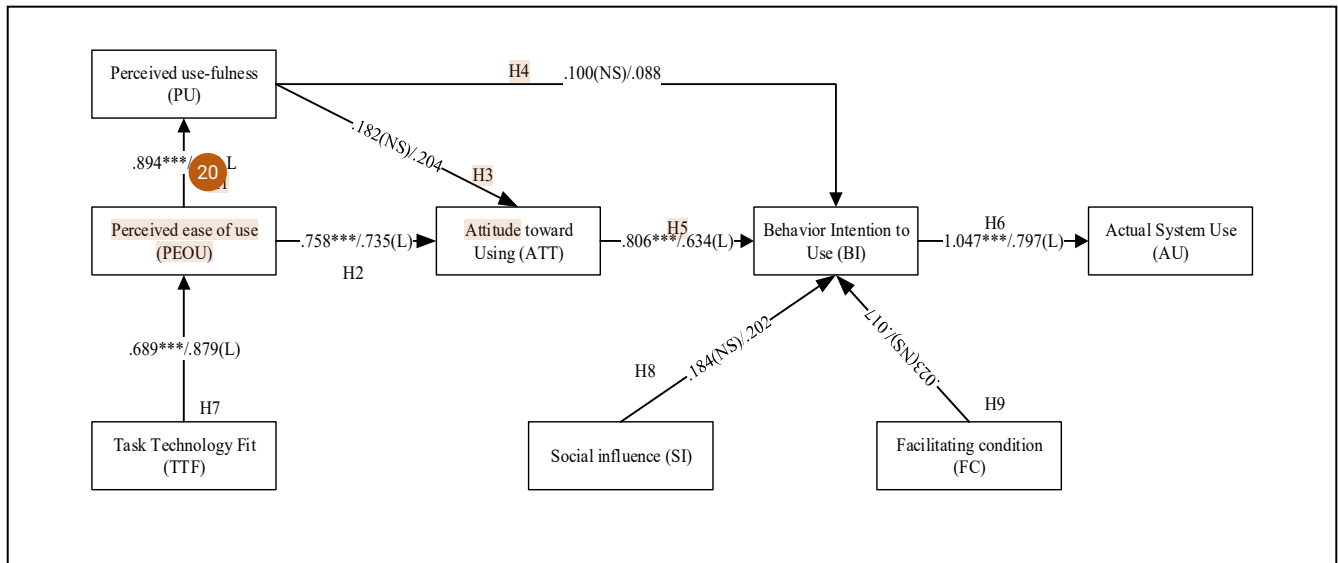 H4
.100(NS)/.088
Perceived use-fulness
(PU)
.182(NS)/.204
.894***/
L
20
H3
Perceived ease of use
(PEOU)
.758***/.735(L)
H2
Attitude toward
Using (ATT)
H5
.806***/.634(L)
Behavior Intention to
Use (BI)
H6
1.047***/.797(L)
Actual System Use
(AU)
.689***/.879(L)
H7
Task Technology Fit
(TTF)
H8
.184(NS)/.202
Social influence (SI)
.023(NS)/.017
H9
Facilitating condition
(FC)